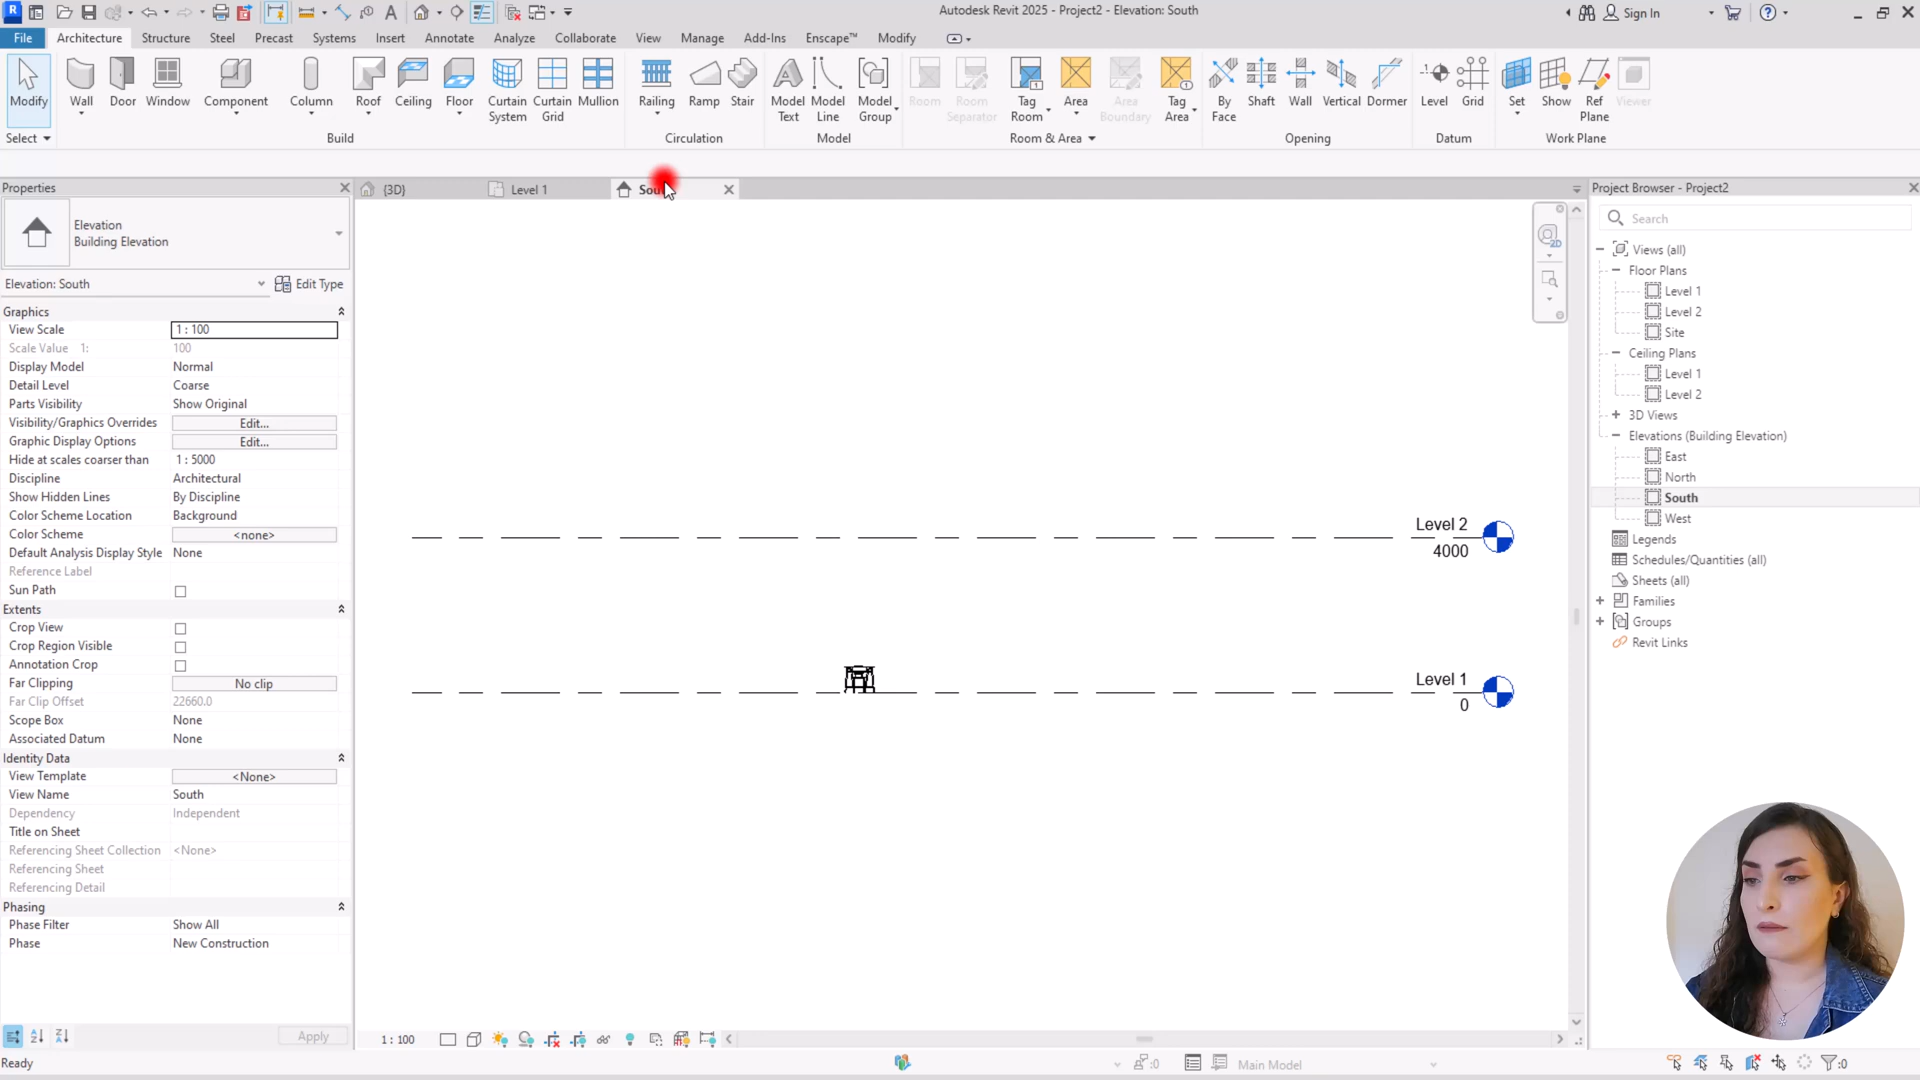 Autodesk Revit 2025 - Project2 - Elevation: South
Sign In
File Architecture Structure Steel Precast Systems Insert Annotate Analyze Collaborate View Manage Add-Ins Enscape™ Modify
Modify Wall Door Window Component Column Roof Ceiling Floor Curtain System Curtain Grid Mullion Railing Ramp Stair Model Text Model Line Model Group Room Room Separator Tag Room Area Area Boundary Tag Area By Face Shaft Wall Vertical Dormer Level Grid Set Show Ref Plane Viewer
Select Build Circulation Model Room & Area Opening Datum Work Plane
Properties
{3D}
Level 1
Project Browser - Project2
Elevation
Building Elevation
Elevation: South
Edit Type
Graphics
View Scale 1 : 100
Scale Value 1: 100
Display Model Normal
Detail Level Coarse
Parts Visibility Show Original
Visibility/Graphics Overrides Edit...
Graphic Display Options Edit...
Hide at scales coarser than 1 : 5000
Discipline Architectural
Show Hidden Lines By Discipline
Color Scheme Location Background
Color Scheme <none>
Default Analysis Display Style None
Reference Label
Sun Path
Extents
Crop View
Crop Region Visible
Annotation Crop
Far Clipping No clip
Far Clip Offset 22660.0
Scope Box None
Associated Datum None
Identity Data
View Template <None>
View Name South
Dependency Independent
Title on Sheet
Referencing Sheet Collection <None>
Referencing Sheet
Referencing Detail
Phasing
Phase Filter Show All
Phase New Construction
Apply
Ready
Level 2
4000
Level 1
0
2D
1 : 100
:0
Main Model
:0
Search
Views (all)
Floor Plans
Level 1
Level 2
Site
Ceiling Plans
Level 1
Level 2
3D Views
Elevations (Building Elevation)
East
North
South
West
Legends
Schedules/Quantities (all)
Sheets (all)
Families
Groups
Revit Links